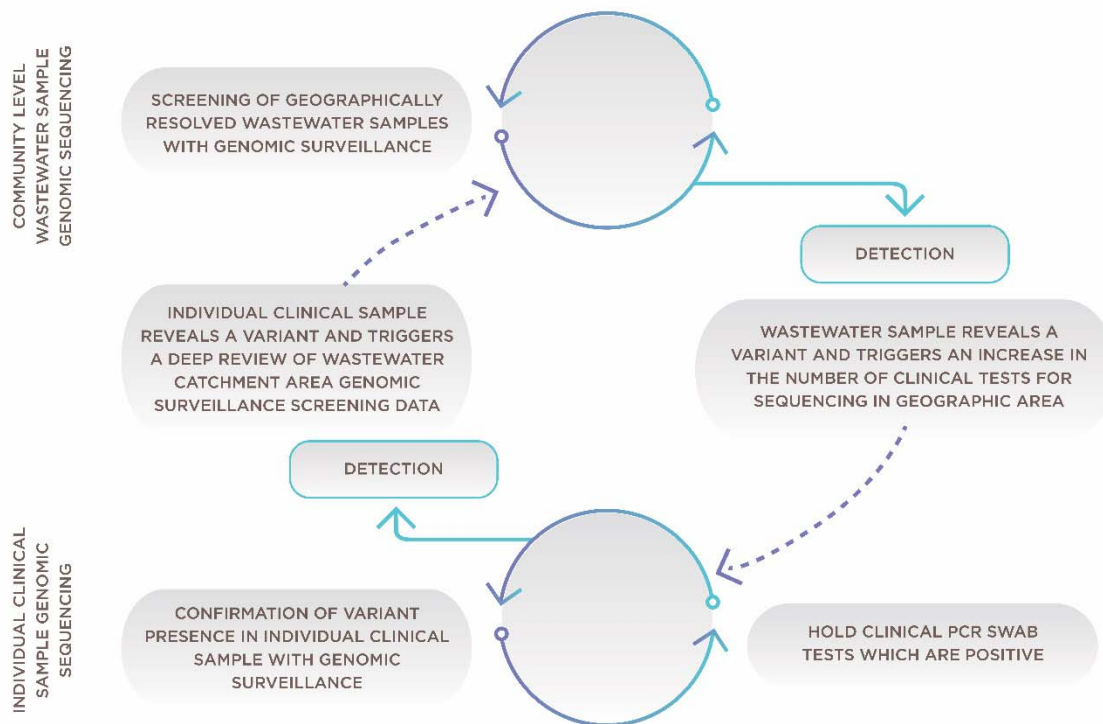 COMMUNITY LEVEL
WASTEWATER SAMPLE
GENOMIC SEQUENCING
SCREENING OF GEOGRAPHICALLY
RESOLVED WASTEWATER SAMPLES
WITH GENOMIC SURVEILLANCE
DETECTION
INDIVIDUAL CLINICAL SAMPLE
REVEALS A VARIANT AND TRIGGERS
A DEEP REVIEW OF WASTEWATER
CATCHMENT AREA GENOMIC
SURVEILLANCE SCREENING DATA
WASTEWATER SAMPLE REVEALS A
VARIANT AND TRIGGERS AN INCREASE IN
THE NUMBER OF CLINICAL TESTS FOR
SEQUENCING IN GEOGRAPHIC AREA
DETECTION
INDIVIDUAL CLINICAL
SAMPLE GENOMIC
SEQUENCING
CONFIRMATION OF VARIANT
PRESENCE IN INDIVIDUAL CLINICAL
SAMPLE WITH GENOMIC
SURVEILLANCE
HOLD CLINICAL PCR SWAB
TESTS WHICH ARE POSITIVE